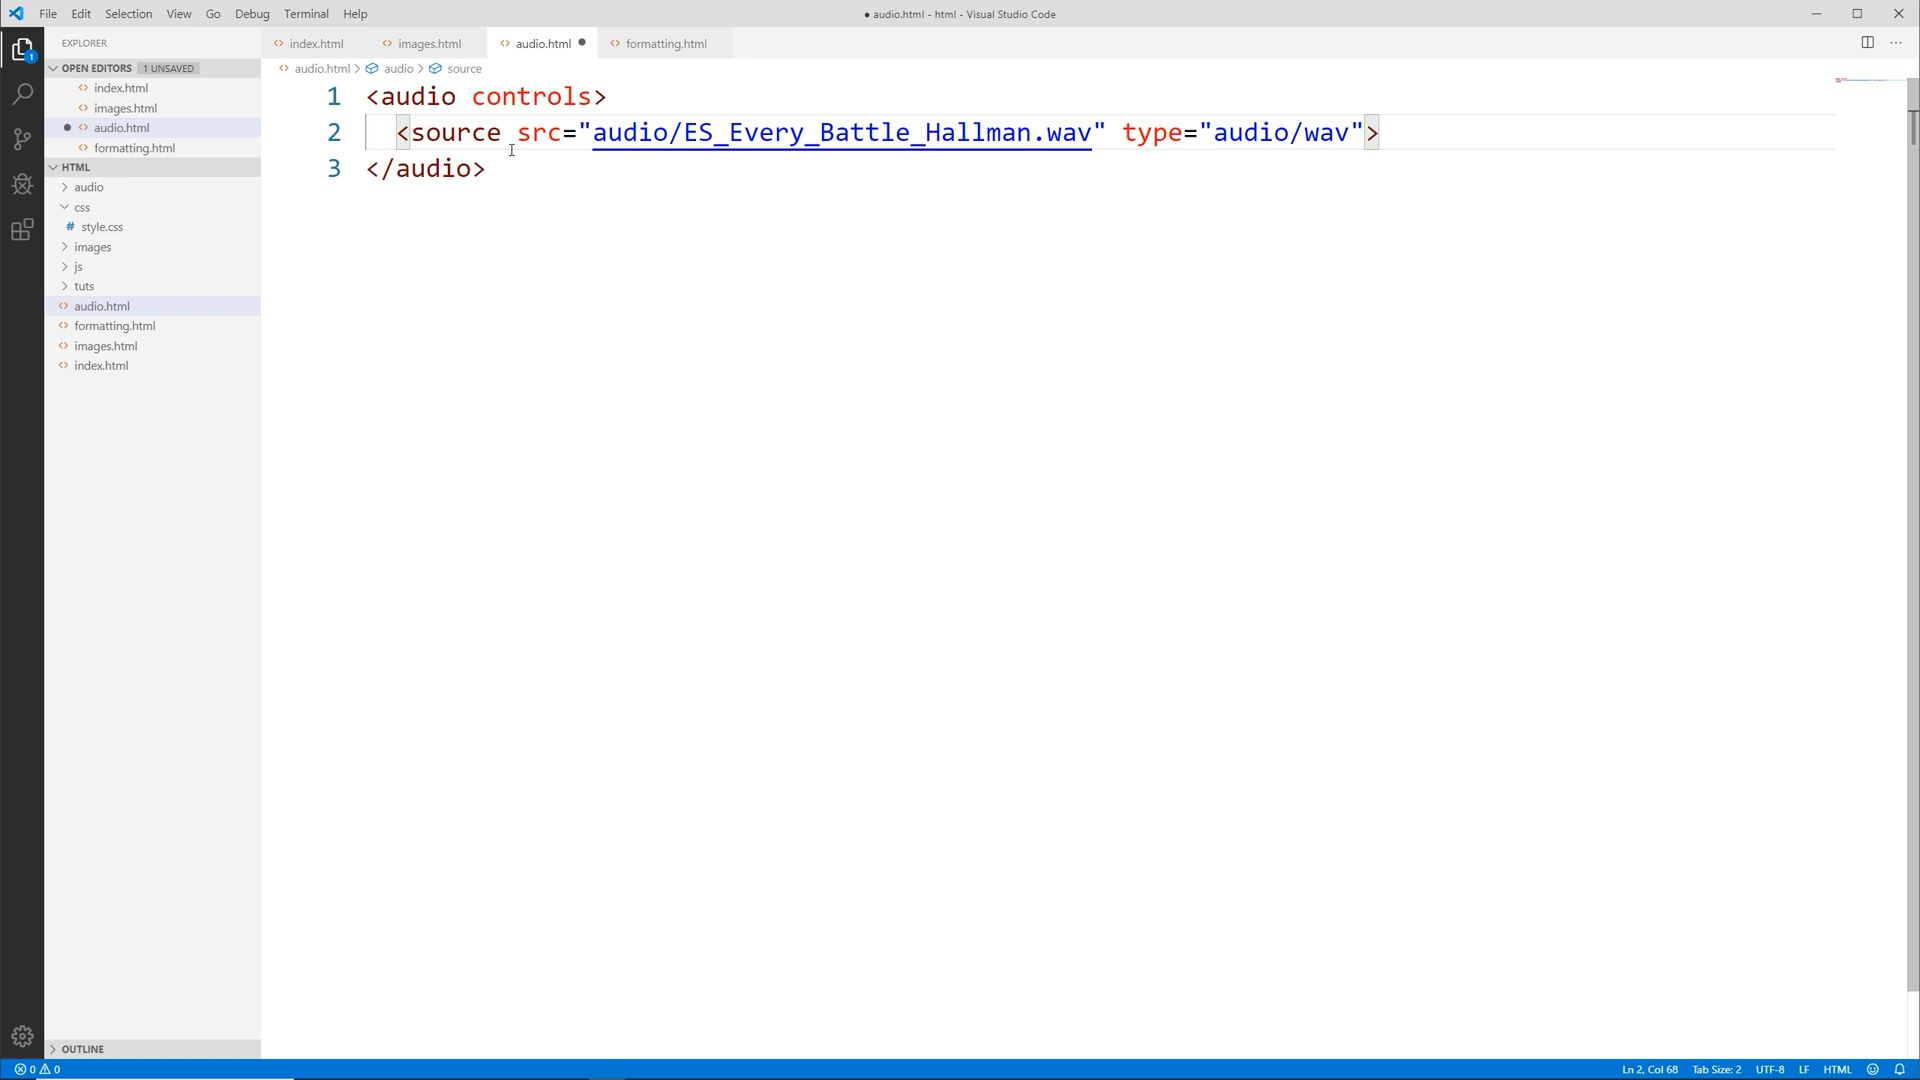 File Edit Selection View Go Debug Terminal Help
● audio.html - html - Visual Studio Code
EXPLORER
OPEN EDITORS 1 UNSAVED
index.html
images.html
audio.html
formatting.html
HTML
audio
css
# style.css
images
js
tuts
audio.html
formatting.html
images.html
index.html
OUTLINE
index.html images.html audio.html ● formatting.html
audio.html > audio > source
1 <audio controls>
2 <source src="audio/ES_Every_Battle_Hallman.wav" type="audio/wav">
3 </audio>
1
0 0
Ln 2, Col 68 Tab Size: 2 UTF-8 LF HTML